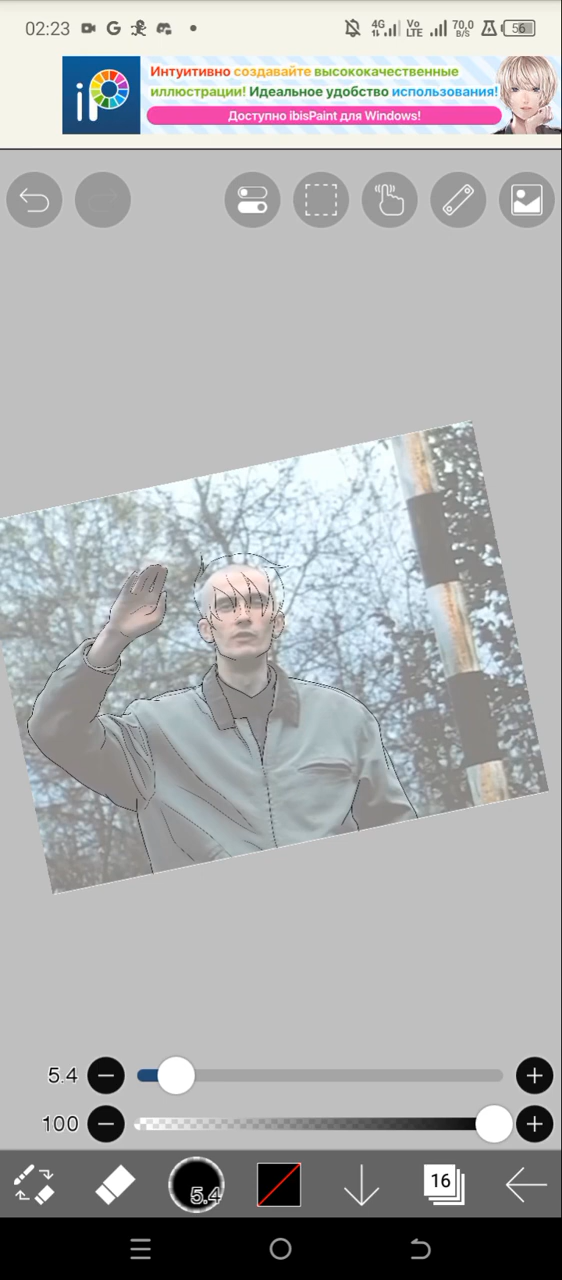 02:23
4G
Vo
LTE
70,0
B/S
56
iP
Интуитивно создавайте высококачественные
иллюстрации! Идеальное удобство использования!
Доступно ibisPaint для Windows!
5.4
100
5.4
16